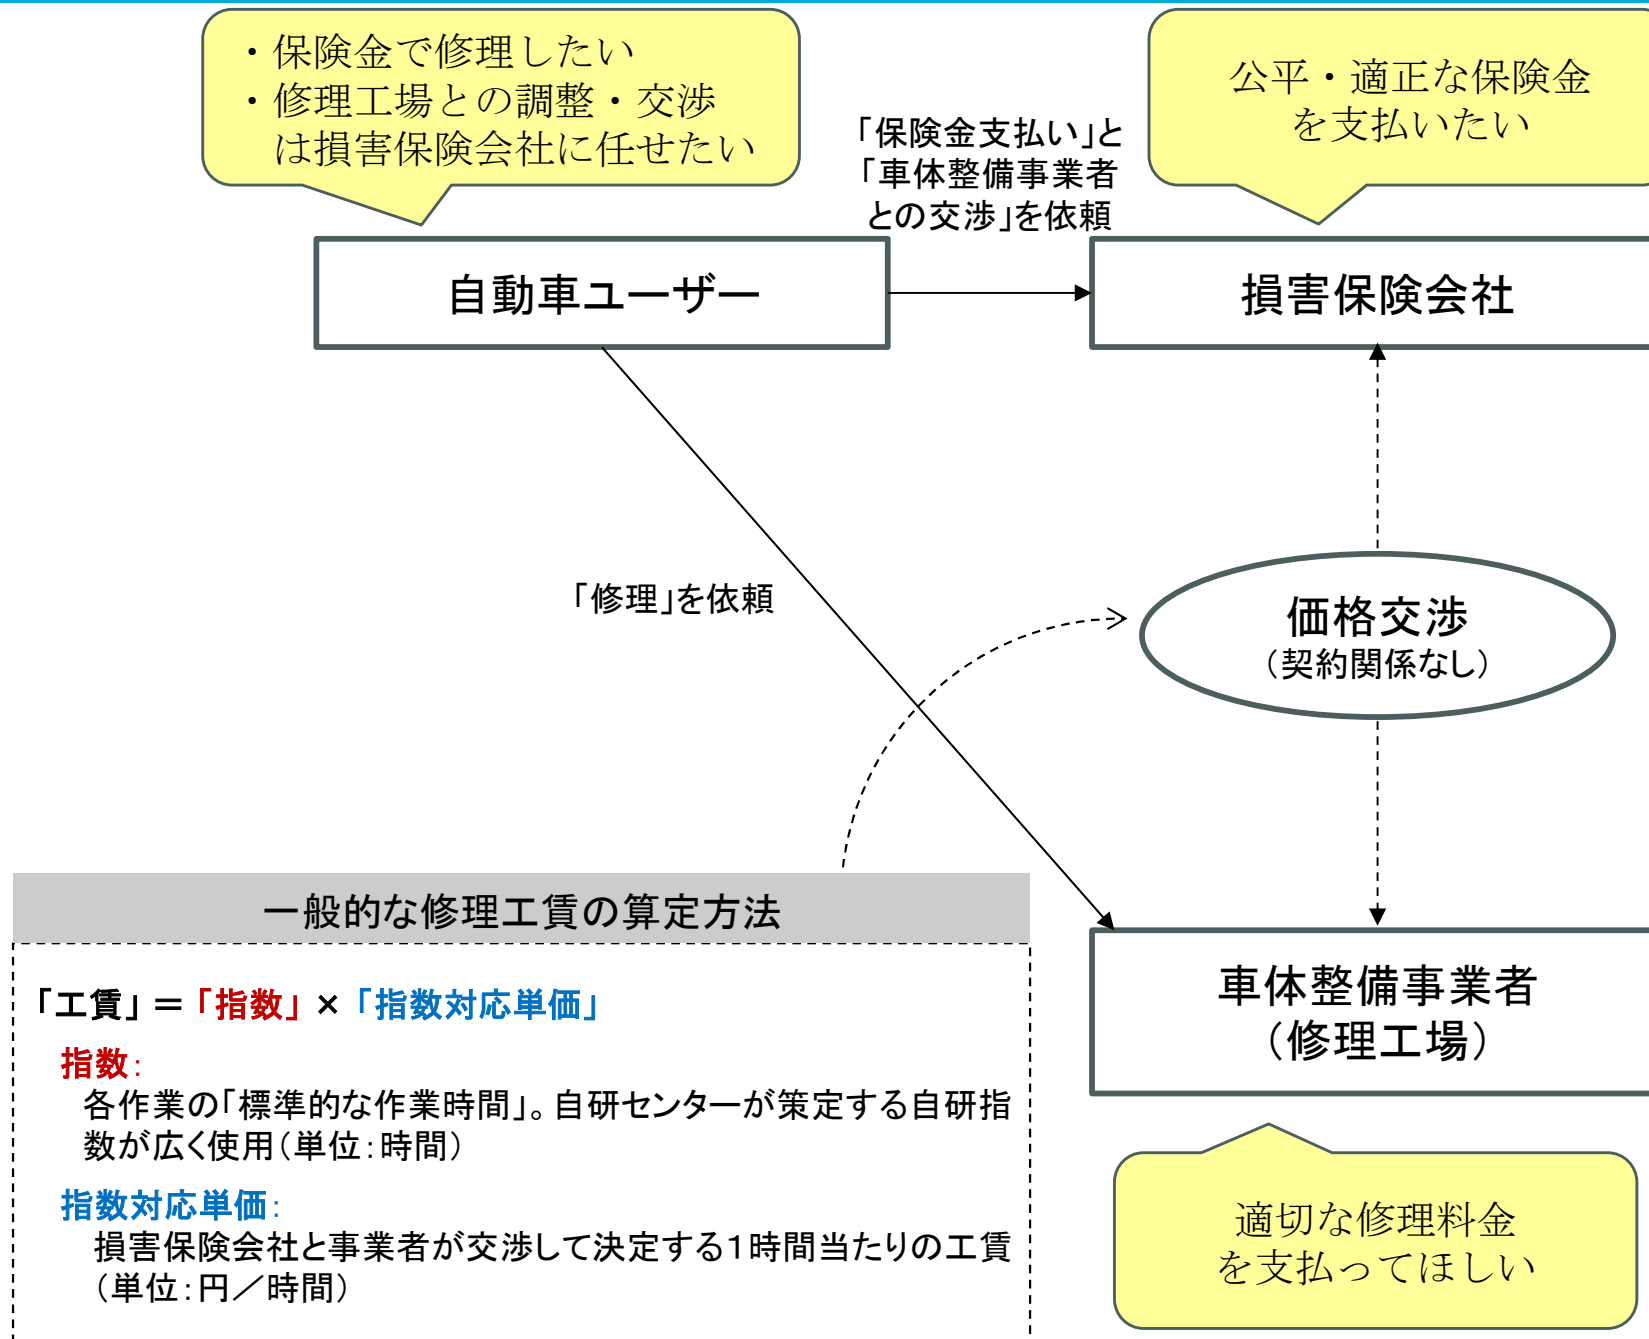 ・保険金で修理したい
・修理工場との調整・交渉
は損害保険会社に任せたい
公平・適正な保険金
を支払いたい
「保険金支払い」と
「車体整備事業者
との交渉」を依頼
自動車ユーザー
損害保険会社
「修理」を依頼
価格交渉
（契約関係なし）
一般的な修理工賃の算定方法
「工賃」＝「指数」×「指数対応単価」
指数：
各作業の「標準的な作業時間」。自研センターが策定する自研指
数が広く使用（単位：時間）
指数対応単価：
損害保険会社と事業者が交渉して決定する１時間当たりの工賃
（単位：円／時間）
車体整備事業者
（修理工場）
適切な修理料金
を支払ってほしい